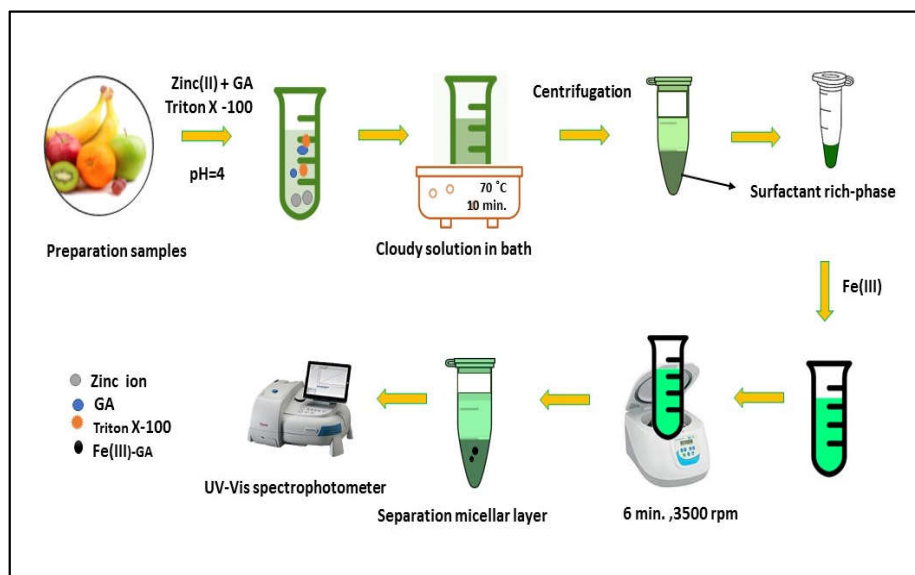 Zinc(II) + GA
Triton X -100
pH=4
Preparation samples
70 °C
10 min.
Cloudy solution in bath
Centrifugation
Surfactant rich-phase
Fe(III)
6 min. ,3500 rpm
Separation micellar layer
UV-Vis spectrophotometer
Zinc ion
GA
Triton X-100
Fe(III)-GA